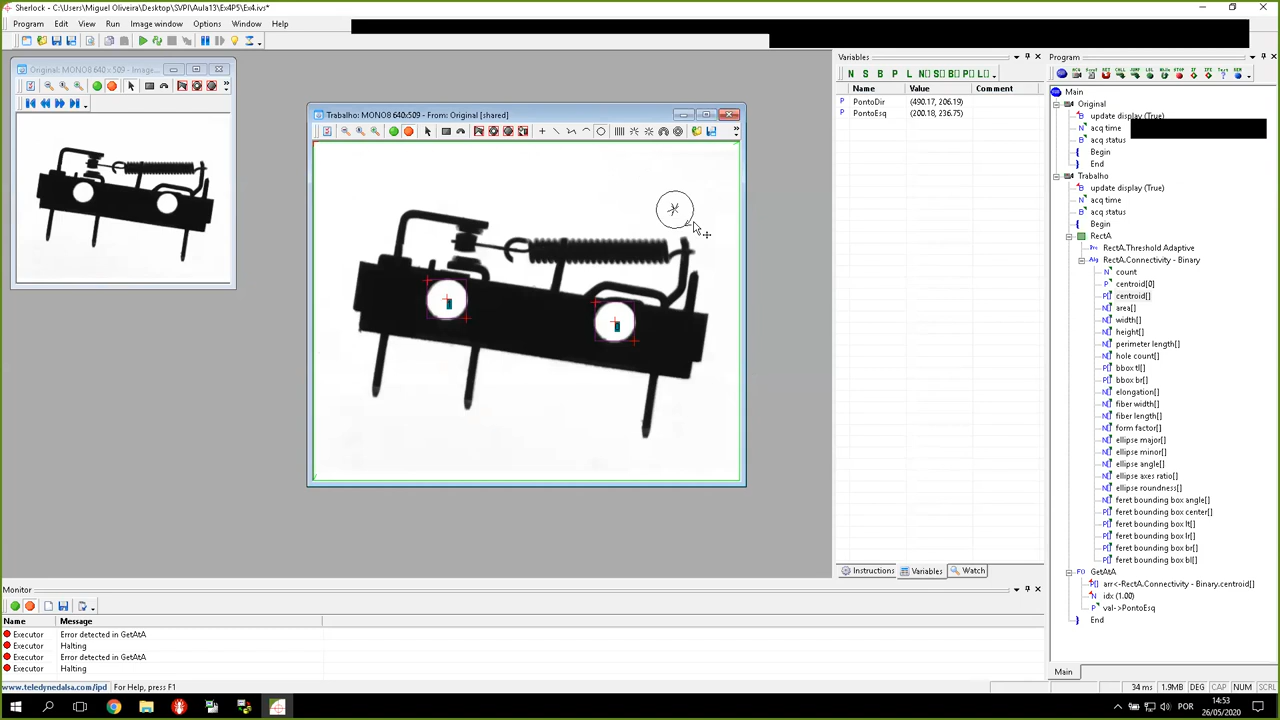 Sherlock - C:\Users\Miguel Oliveira\Desktop\SVPI\Aula13\Ex4P5\Ex4.ivs*
Program Edit View Run Image window Options Window Help
Original: MONO8 640 x 509 - Image...
Trabalho: MONO8 640x509 - From: Original [shared]
Variables
N S B P L N[] S[] B[] P[] L[]
Name Value Comment
P PontoDir (490.17, 206.19)
P PontoEsq (200.18, 236.75)
Instructions Variables Watch
Program
Main
Original
update display (True)
N acq time
N acq status
{ Begin
} End
Trabalho
update display (True)
N acq time
N acq status
{ Begin
RectA
RectA.Threshold Adaptive
RectA.Connectivity - Binary
N count
P centroid[0]
P[] centroid[]
N[] area[]
N[] width[]
N[] height[]
N[] perimeter length[]
N[] hole count[]
P[] bbox tl[]
P[] bbox br[]
N[] elongation[]
N[] fiber width[]
N[] fiber length[]
N[] form factor[]
N[] ellipse major[]
N[] ellipse minor[]
N[] ellipse angle[]
N[] ellipse axes ratio[]
N[] ellipse roundness[]
N[] feret bounding box angle[]
P[] feret bounding box center[]
P[] feret bounding box lt[]
P[] feret bounding box lr[]
P[] feret bounding box br[]
P[] feret bounding box bl[]
GetAtA
P[] arr<-RectA.Connectivity - Binary.centroid[]
N idx (1.00)
P val->PontoEsq
} End
Main
Monitor
Name Message
Executor Error detected in GetAtA
Executor Halting
Executor Error detected in GetAtA
Executor Halting
www.teledynedalsa.com/ipd For Help, press F1
34 ms 1.9MB DEG CAP NUM SCRL
POR 14:53
26/05/2020